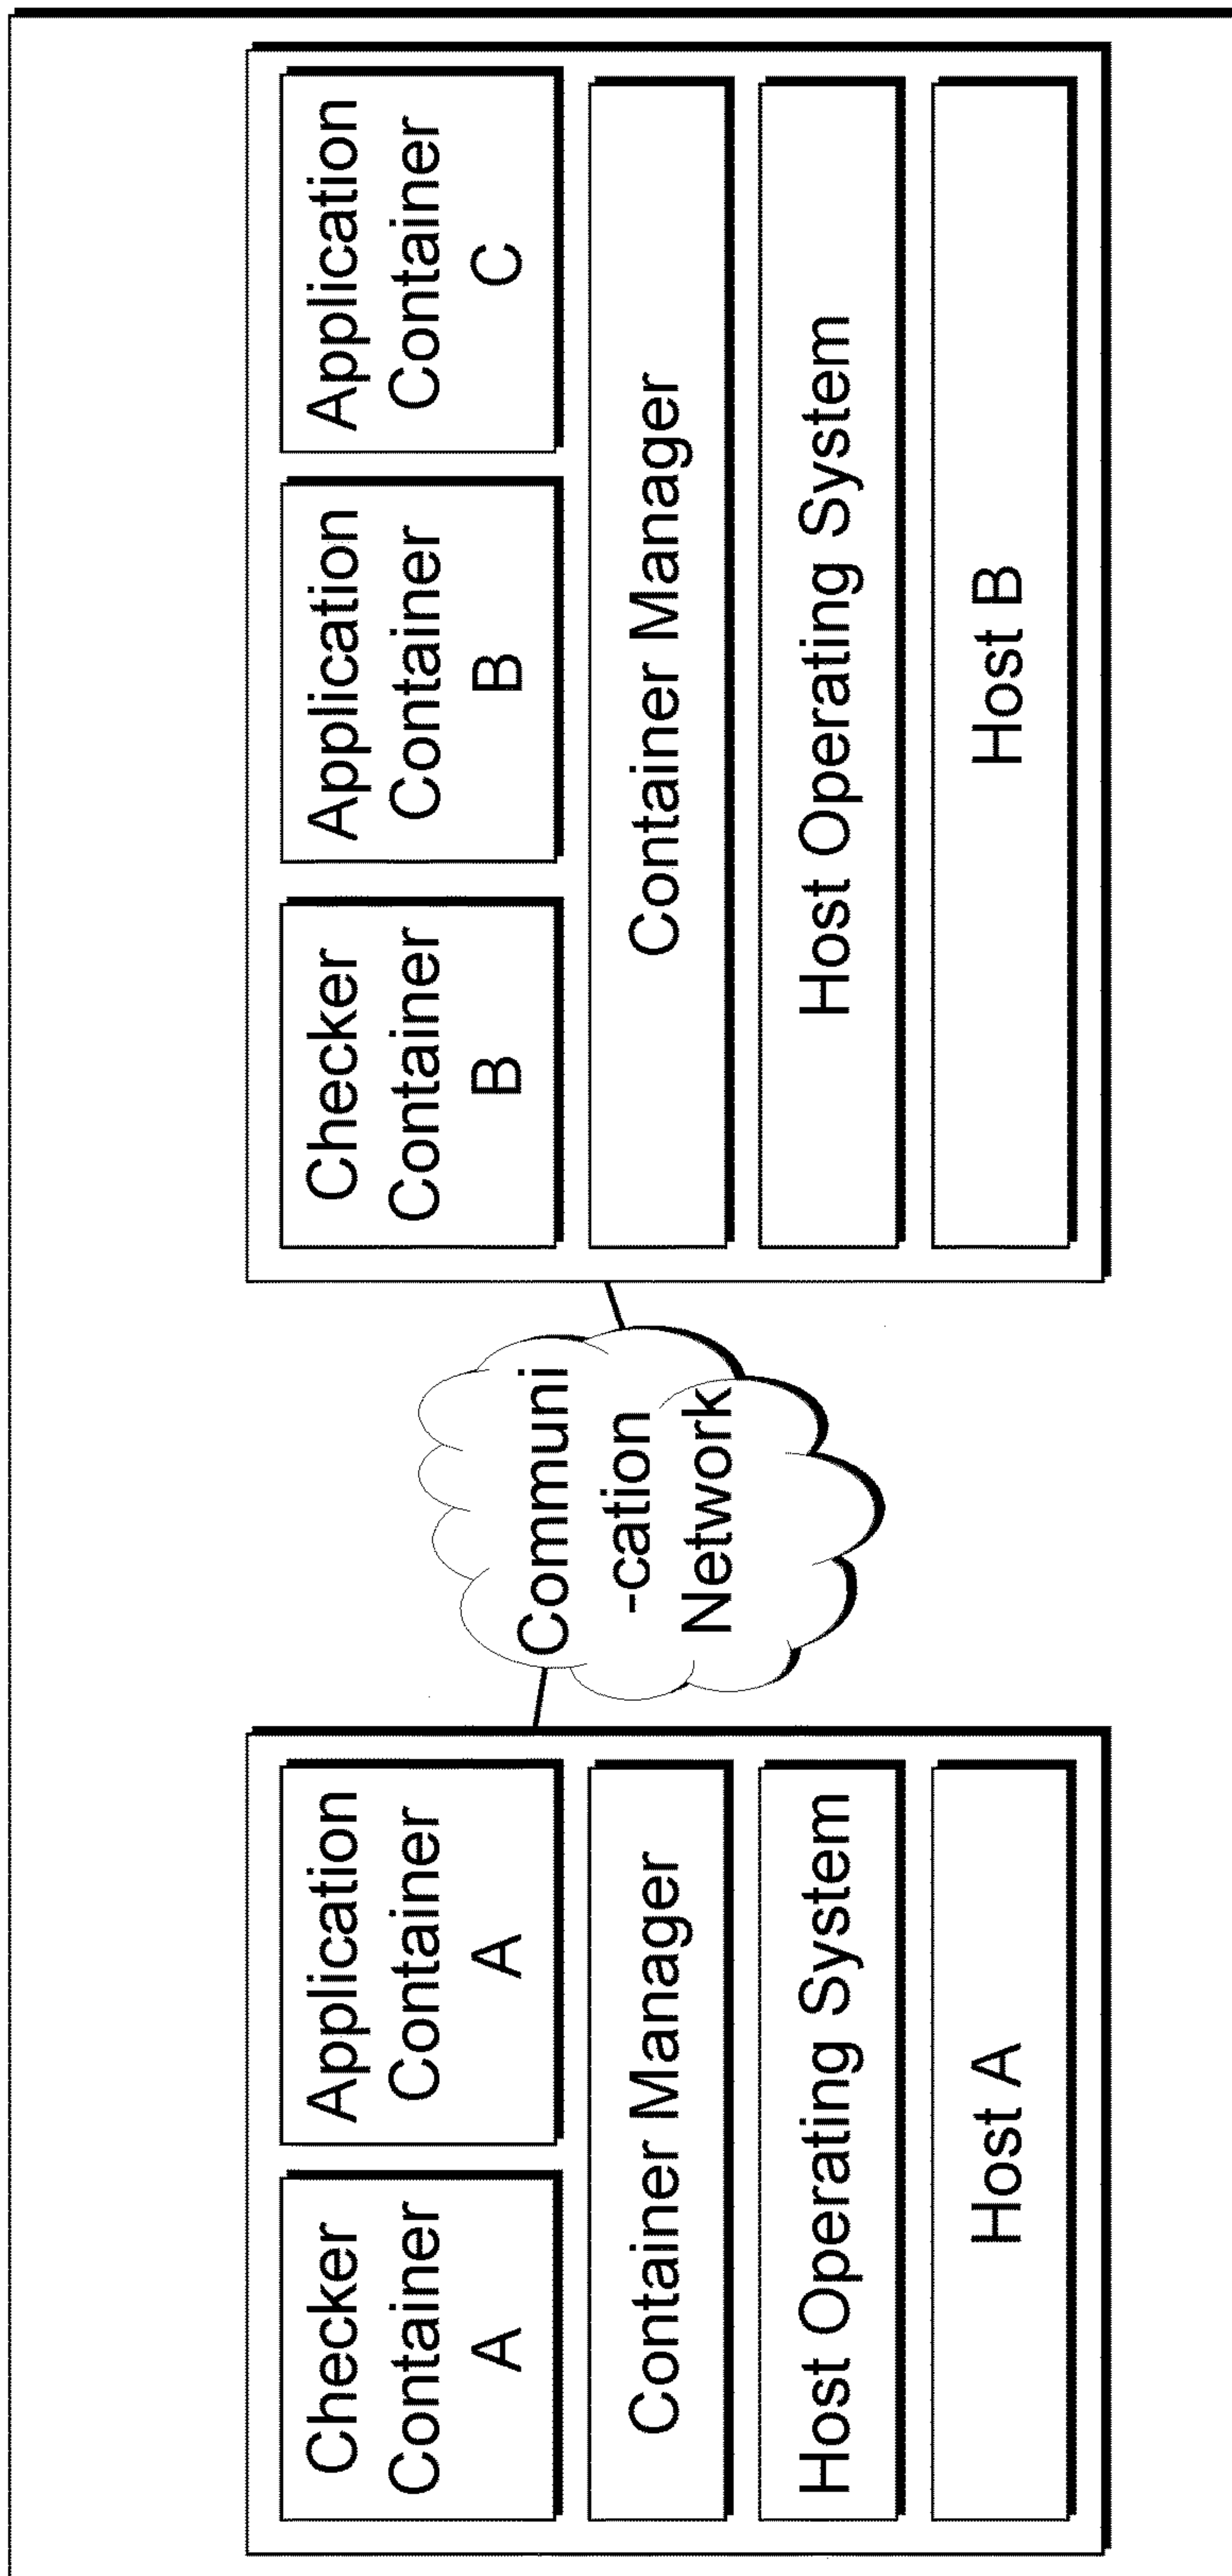 Checker
Container
A
Application
Container
A
Container Manager
Host Operating System
Host A
Communi
-cation
Network
Checker
Container
B
Application
Container
B
Application
Container
C
Container Manager
Host Operating System
Host B